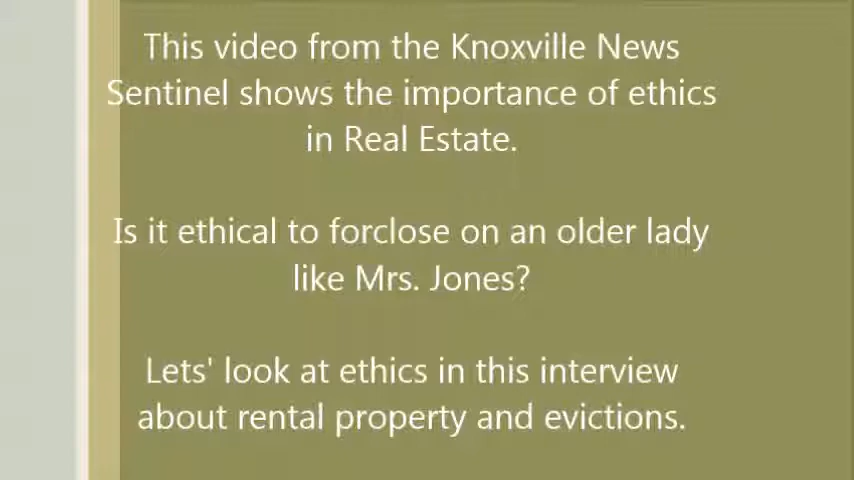 This video from the Knoxville News
Sentinel shows the importance of ethics
in Real Estate.
Is it ethical to forclose on an older lady
like Mrs. Jones?
Lets' look at ethics in this interview
about rental property and evictions.